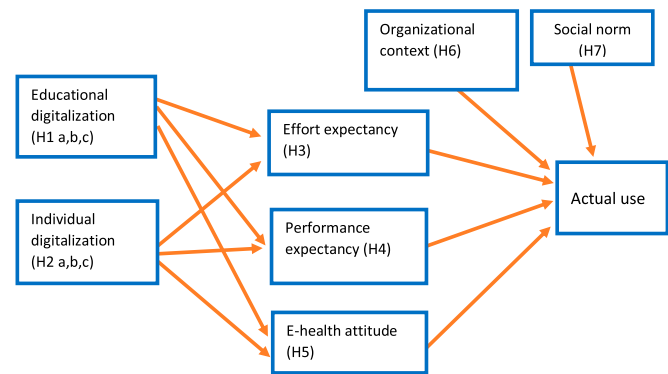 Organizational
context (H6)
Social norm
(H7)
Educational
digitalization
(H1 a,b,c)
Effort expectancy
(H3)
Actual use
Individual
digitalization
(H2 a,b,c)
Performance
expectancy (H4)
E-health attitude
(H5)